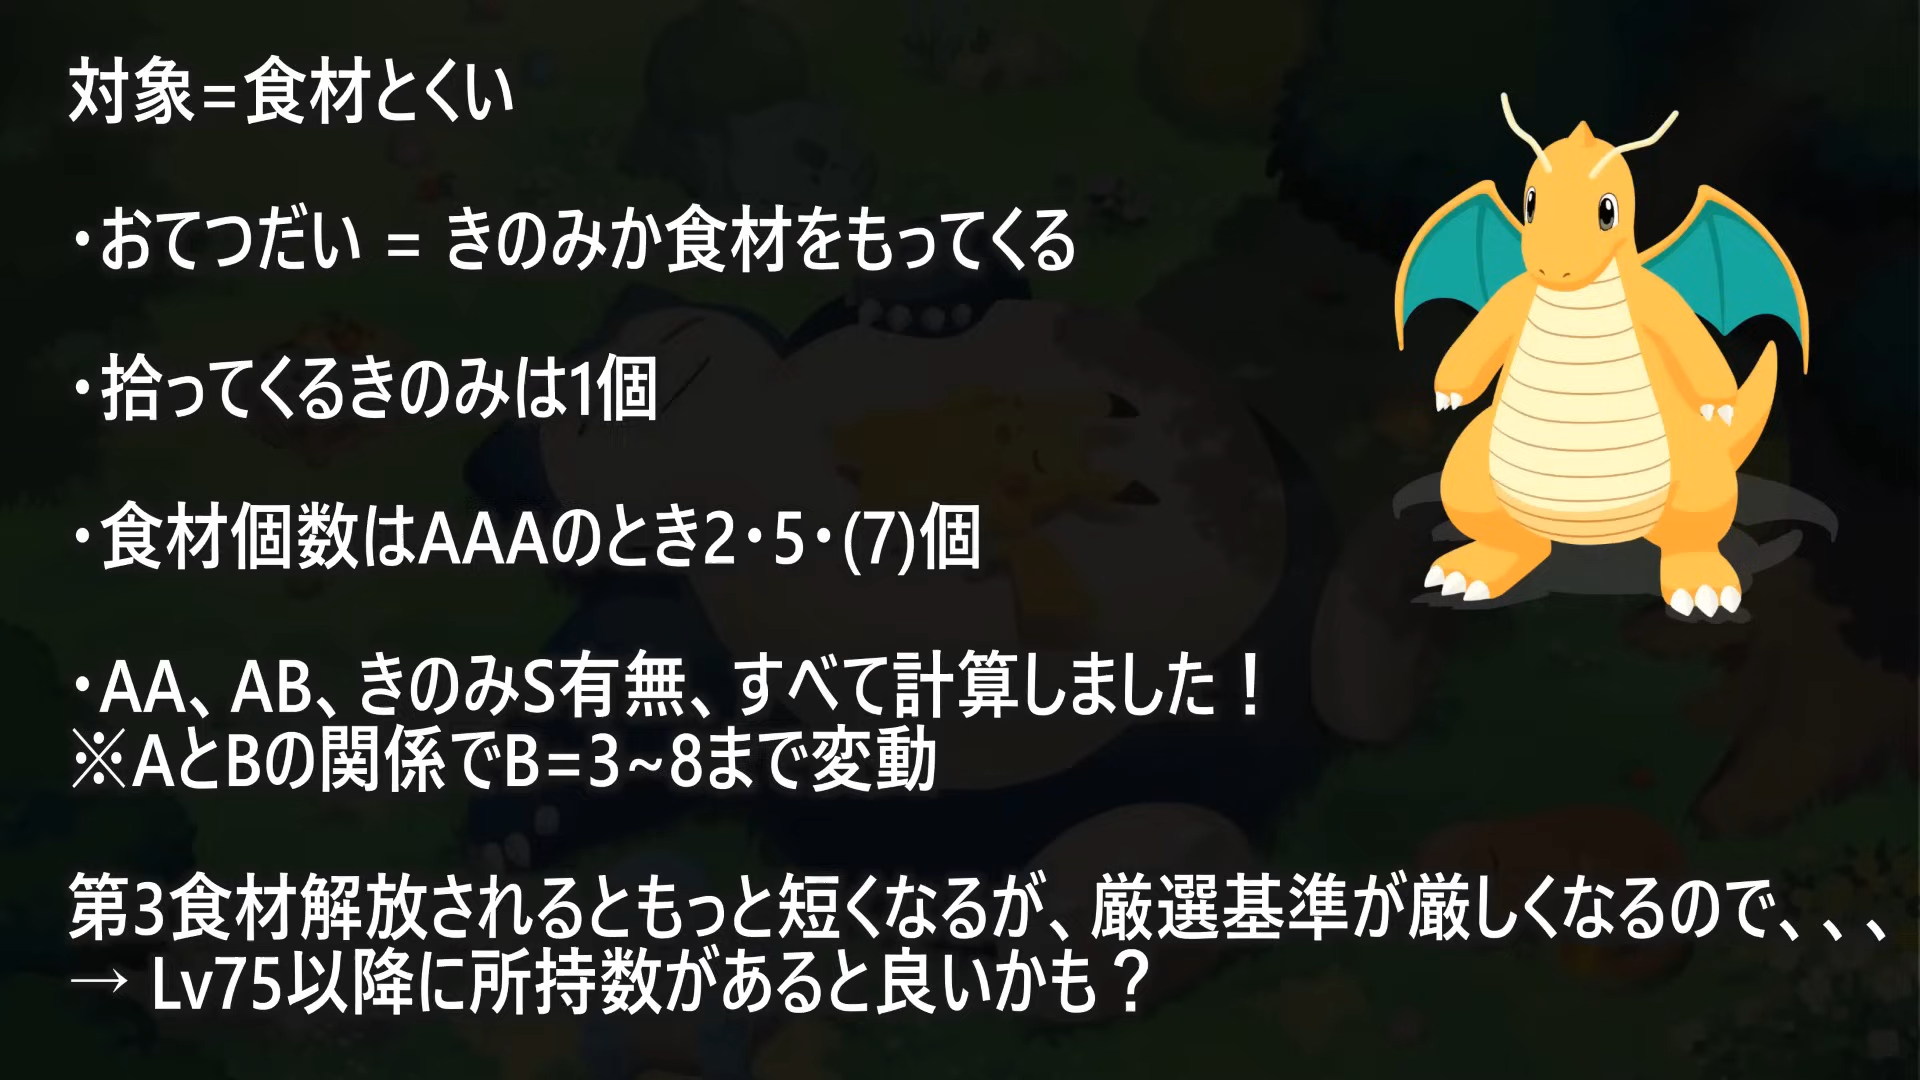 対象=食材とくい
・おてつだい = きのみか食材をもってくる
・拾ってくるきのみは1個
・食材個数はAAAのとき2・5・(7)個
・AA、AB、きのみS有無、すべて計算しました！
※AとBの関係でB=3~8まで変動
第3食材解放されるともっと短くなるが、厳選基準が厳しくなるので、、、
→ Lv75以降に所持数があると良いかも？